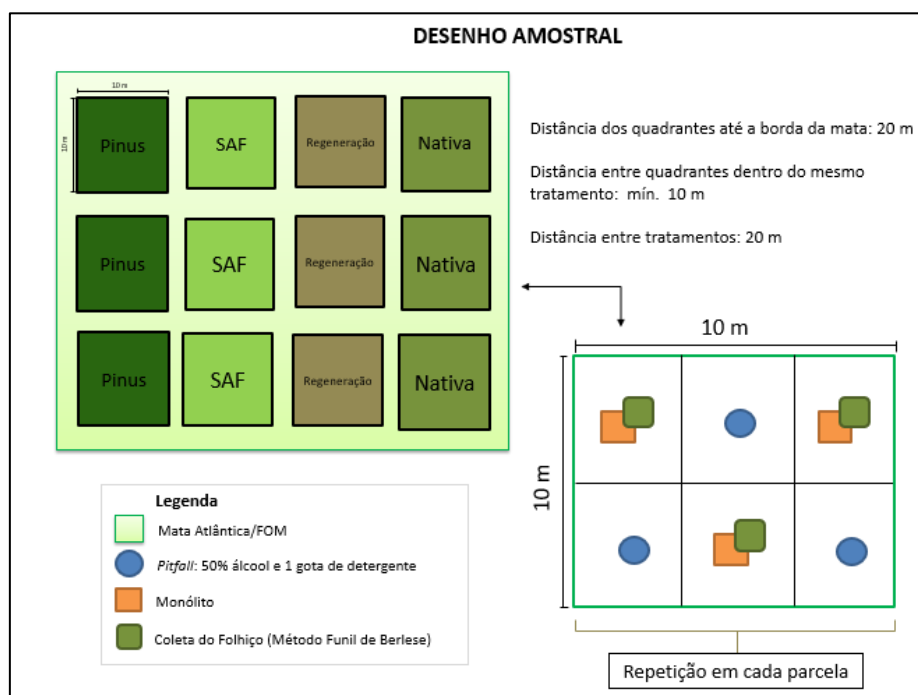 DESENHO AMOSTRAL
10 m
10 m
Pinus
SAF
Regeneração
Nativa
Pinus
SAF
Regeneração
Nativa
Pinus
SAF
Regeneração
Nativa
Distância dos quadrantes até a borda da mata: 20 m
Distância entre quadrantes dentro do mesmo
tratamento: mín. 10 m
Distância entre tratamentos: 20 m
10 m
10 m
Repetição em cada parcela
Legenda
Mata Atlântica/FOM
Pitfall: 50% álcool e 1 gota de detergente
Monólito
Coleta do Folhiço (Método Funil de Berlese)